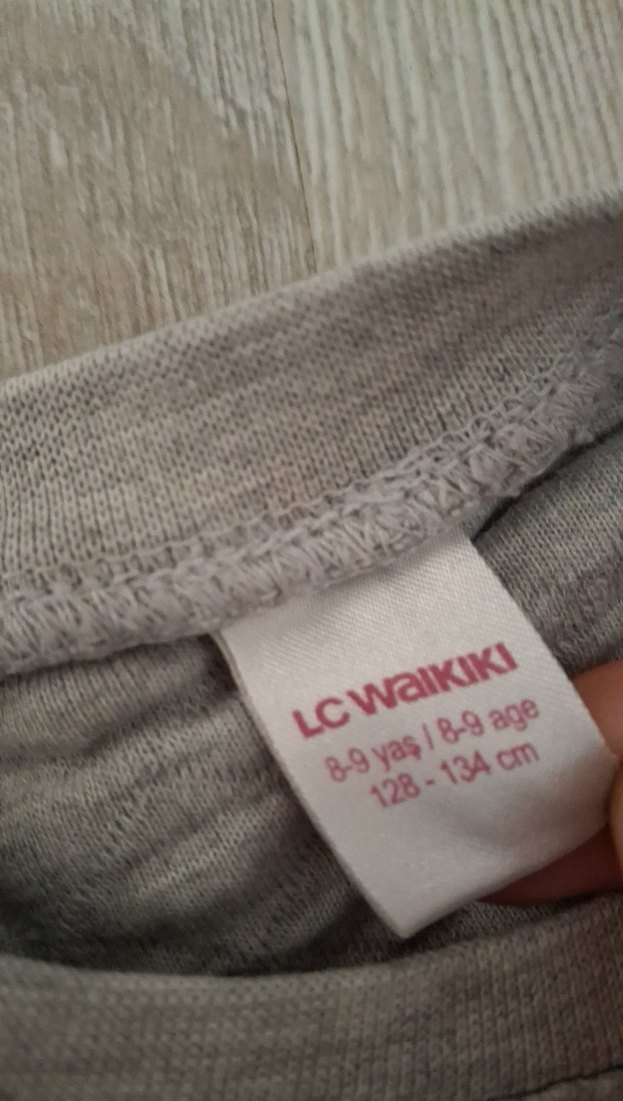 LC WAIKIKI
8-9 yaş / 8-9 age
128 - 134 cm